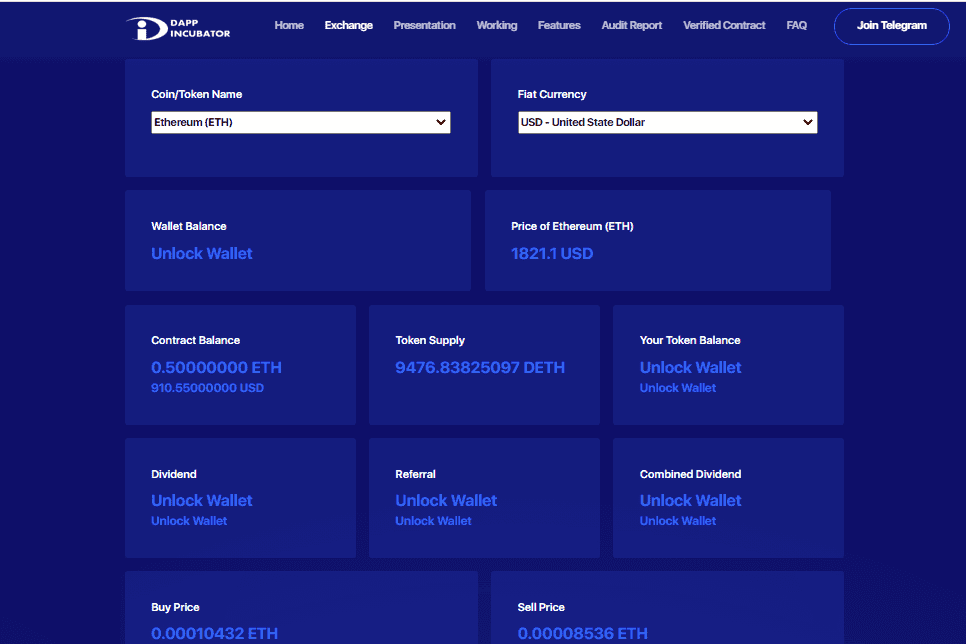 DAPP
INCUBATOR
Home Exchange Presentation Working Features Audit Report Verified Contract FAQ Join Telegram
Coin/Token Name
Ethereum (ETH)
Fiat Currency
USD - United State Dollar
Wallet Balance
Unlock Wallet
Price of Ethereum (ETH)
1821.1 USD
Contract Balance
0.50000000 ETH
910.55000000 USD
Token Supply
9476.83825097 DETH
Your Token Balance
Unlock Wallet
Unlock Wallet
Dividend
Unlock Wallet
Unlock Wallet
Referral
Unlock Wallet
Unlock Wallet
Combined Dividend
Unlock Wallet
Unlock Wallet
Buy Price
0.00010432 ETH
Sell Price
0.00008536 ETH